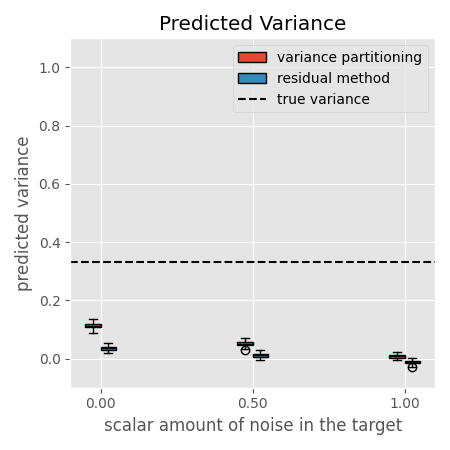 Predicted Variance
variance partitioning
residual method
true variance
predicted variance
1.0
0.8
0.6
0.4
0.2
0.0
0.00
0.50
1.00
scalar amount of noise in the target